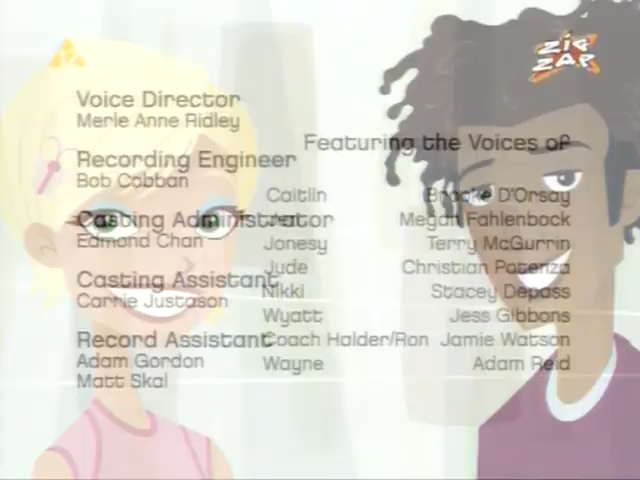 ZIG
ZAP
Voice Director
Merle Anne Ridley
Recording Engineer
Bob Cobban
Casting Administrator
Edmond Chan
Casting Assistant
Carrie Justason
Record Assistant
Adam Gordon
Matt Skal
Featuring the Voices of
Caitlin Brooke D'Orsay
Jen Megan Fahlenbock
Jonesy Terry McGurrin
Jude Christian Potenza
Nikki Stacey Depass
Wyatt Jess Gibbons
Coach Halder/Ron Jamie Watson
Wayne Adam Reid